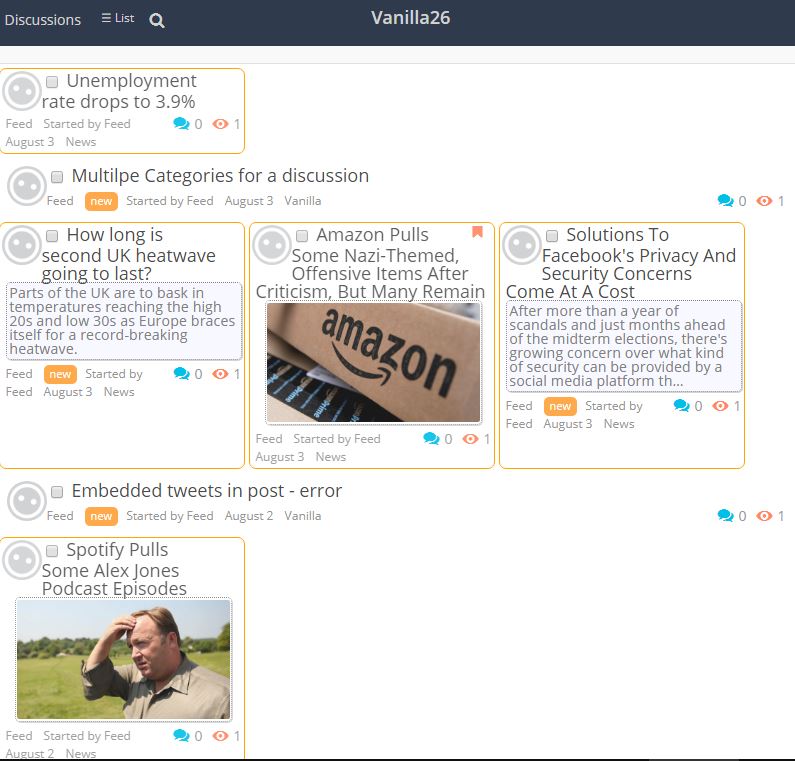 Discussions ☰ List Vanilla26
Unemployment
rate drops to 3.9%
Feed Started by Feed 0 1
August 3 News
Multilpe Categories for a discussion
Feed new Started by Feed August 3 Vanilla 0 1
How long is
second UK heatwave
going to last?
Parts of the UK are to bask in
temperatures reaching the high
20s and low 30s as Europe braces
itself for a record-breaking
heatwave.
Feed new Started by 0 1
Feed August 3 News
Amazon Pulls
Some Nazi-Themed,
Offensive Items After
Criticism, But Many Remain
amazon
Prime
Feed Started by Feed 0 1
August 3 News
Solutions To
Facebook's Privacy And
Security Concerns
Come At A Cost
After more than a year of
scandals and just months ahead
of the midterm elections, there's
growing concern over what kind
of security can be provided by a
social media platform th...
Feed new Started by 0 1
Feed August 3 News
Embedded tweets in post - error
Feed new Started by Feed August 2 Vanilla 0 1
Spotify Pulls
Some Alex Jones
Podcast Episodes
Feed Started by Feed 0 1
August 2 News